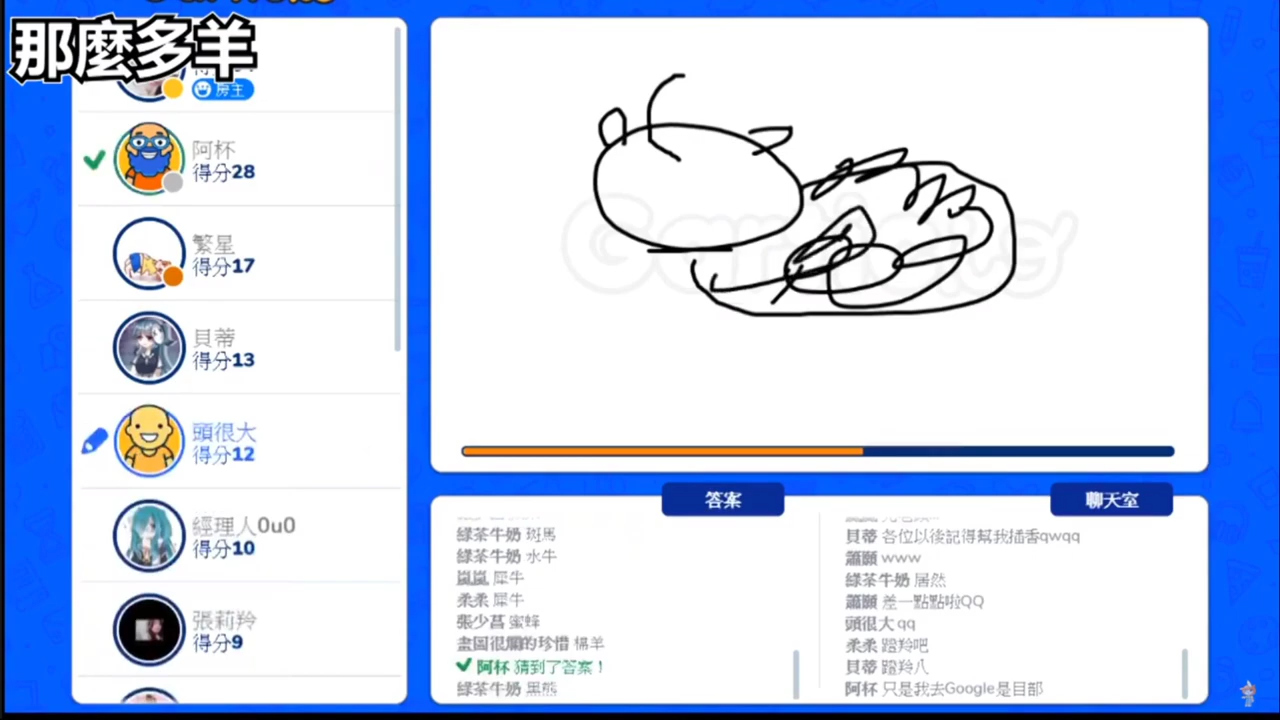 那麼多羊
房主
阿杯
得分28
繁星
得分17
貝蒂
得分13
頭很大
得分12
經理人0u0
得分10
張莉羚
得分9
Gartic
答案
綠茶牛奶 斑馬
綠茶牛奶 水牛
嵐嵐 犀牛
柔柔 犀牛
張少菖 蜜蜂
畫圖很爛的珍惜 棉羊
阿杯 猜到了答案！
綠茶牛奶 黑熊
聊天室
貝蒂 各位以後記得幫我插香qwqq
蕭願 www
綠茶牛奶 居然
蕭願 差一點點啦QQ
頭很大 qq
柔柔 蹬羚吧
貝蒂 蹬羚八
阿杯 只是我去Google是目部